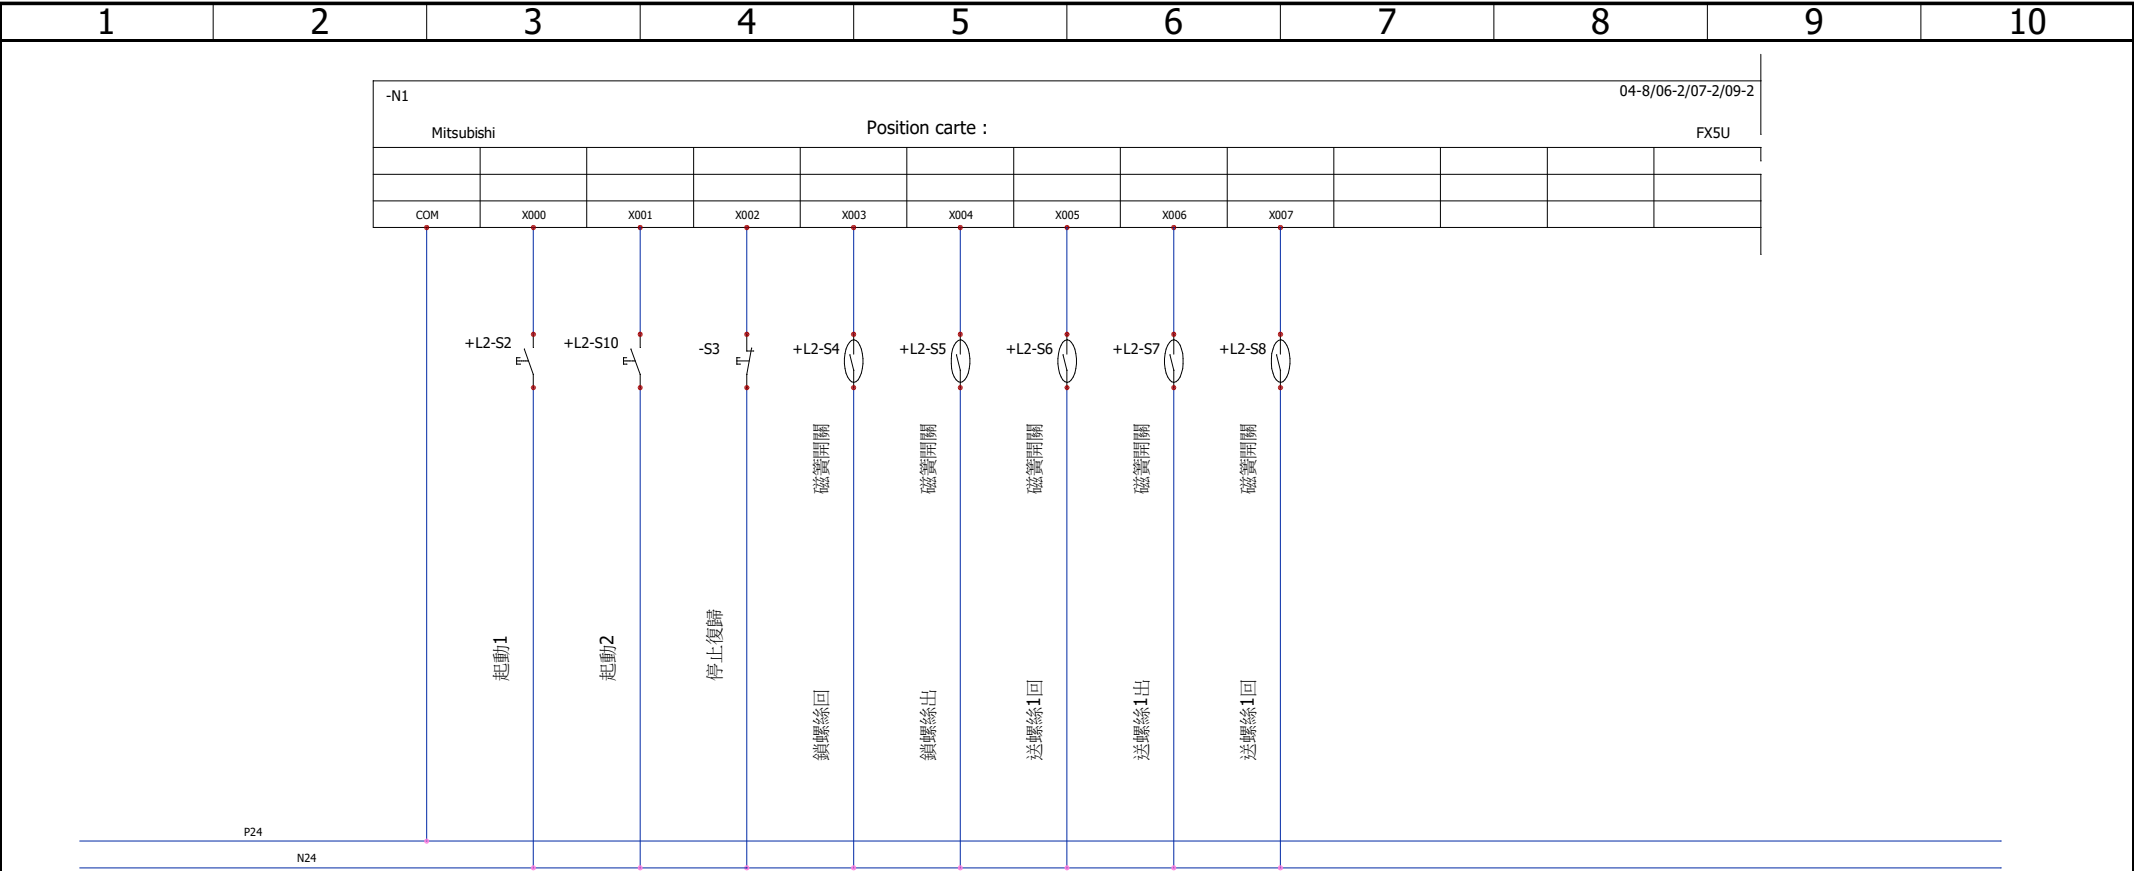 1 2 3 4 5 6 7 8 9 10
-N1 04-8/06-2/07-2/09-2
Mitsubishi Position carte : FX5U
COM X000 X001 X002 X003 X004 X005 X006 X007
+L2-S2 +L2-S10 -S3 +L2-S4 +L2-S5 +L2-S6 +L2-S7 +L2-S8
磁簧開關
磁簧開關
磁簧開關
磁簧開關
磁簧開關
起動1
起動2
停止復歸
鎖螺絲回
鎖螺絲出
送螺絲1回
送螺絲1出
送螺絲1回
P24
N24